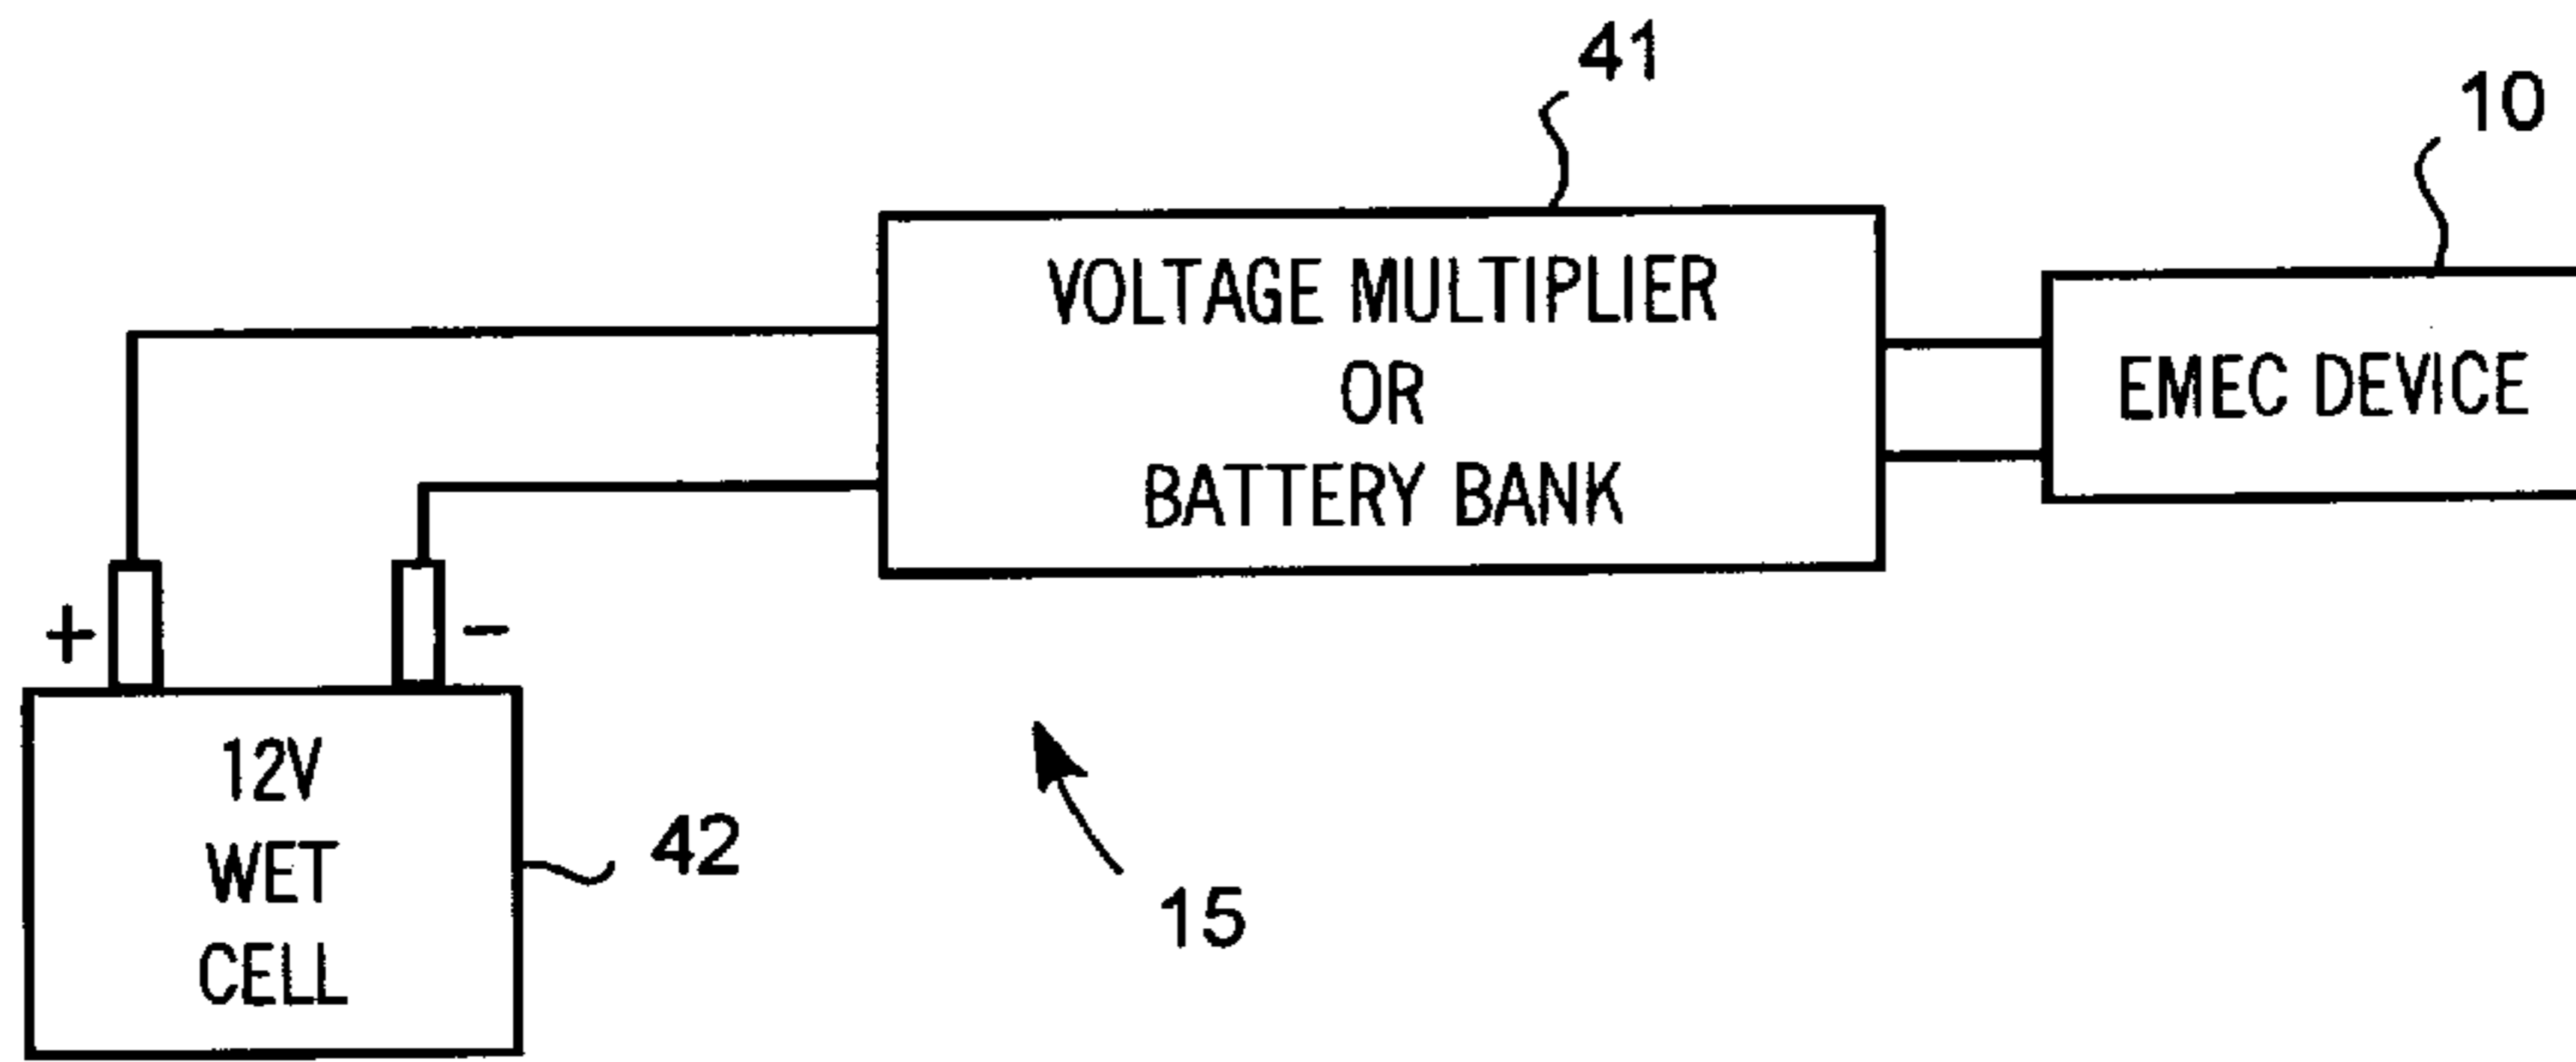 41
10
VOLTAGE MULTIPLIER
OR
BATTERY BANK
EMEC DEVICE
+ -
12V
WET
CELL
42
15